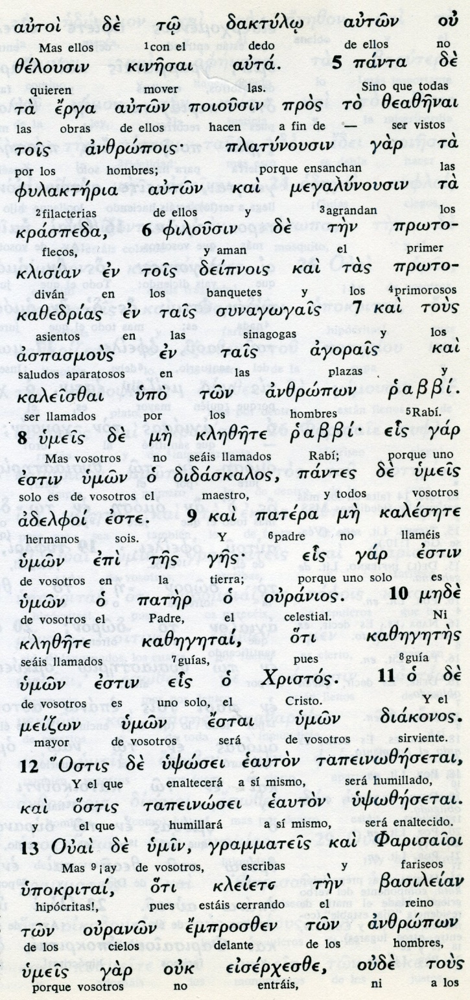 αὐτοὶ δὲ τῷ δακτύλῳ αὐτῶν οὐ
Mas ellos ¹con el dedo de ellos no
θέλουσιν κινῆσαι αὐτά. 5 πάντα δὲ
quieren mover las. Sino que todas
τὰ ἔργα αὐτῶν ποιοῦσιν πρὸς τὸ θεαθῆναι
las obras de ellos hacen a fin de — ser vistos
τοῖς ἀνθρώποις· πλατύνουσιν γὰρ τὰ
por los hombres; porque ensanchan las
φυλακτήρια αὐτῶν καὶ μεγαλύνουσιν τὰ
²filacterias de ellos y ³agrandan los
κράσπεδα, 6 φιλοῦσιν δὲ τὴν πρωτο-
flecos, y aman el primer
κλισίαν ἐν τοῖς δείπνοις καὶ τὰς πρωτο-
diván en los banquetes y los ⁴primorosos
καθεδρίας ἐν ταῖς συναγωγαῖς 7 καὶ τοὺς
asientos en las sinagogas y los
ἀσπασμοὺς ἐν ταῖς ἀγοραῖς καὶ
saludos aparatosos en las plazas y
καλεῖσθαι ὑπὸ τῶν ἀνθρώπων ῥαββί.
ser llamados por los hombres ⁵Rabí.
8 ὑμεῖς δὲ μὴ κληθῆτε ῥαββί· εἷς γάρ
Mas vosotros no seáis llamados Rabí; porque uno
ἐστιν ὑμῶν ὁ διδάσκαλος, πάντες δὲ ὑμεῖς
solo es de vosotros el maestro, y todos vosotros
ἀδελφοί ἐστε. 9 καὶ πατέρα μὴ καλέσητε
hermanos sois. Y ⁶padre no llaméis
ὑμῶν ἐπὶ τῆς γῆς· εἷς γάρ ἐστιν
de vosotros en la tierra; porque uno solo es
ὑμῶν ὁ πατὴρ ὁ οὐράνιος. 10 μηδὲ
de vosotros el Padre, el celestial. Ni
κληθῆτε καθηγηταί, ὅτι καθηγητὴς
seáis llamados ⁷guías, pues ⁸guía
ὑμῶν ἐστιν εἷς ὁ Χριστός. 11 ὁ δὲ
de vosotros es uno solo, el Cristo. Y el
μείζων ὑμῶν ἔσται ὑμῶν διάκονος.
mayor de vosotros será de vosotros sirviente.
12 Ὅστις δὲ ὑψώσει ἑαυτὸν ταπεινωθήσεται,
Y el que enaltecerá a sí mismo, será humillado,
καὶ ὅστις ταπεινώσει ἑαυτὸν ὑψωθήσεται.
y el que humillará a sí mismo, será enaltecido.
13 Οὐαὶ δὲ ὑμῖν, γραμματεῖς καὶ Φαρισαῖοι
Mas ⁹¡ay de vosotros, escribas y fariseos
ὑποκριταί, ὅτι κλείετε τὴν βασιλείαν
hipócritas!, pues estáis cerrando el reino
τῶν οὐρανῶν ἔμπροσθεν τῶν ἀνθρώπων
de los cielos delante de los hombres,
ὑμεῖς γὰρ οὐκ εἰσέρχεσθε, οὐδὲ τοὺς
porque vosotros no entráis, ni a los